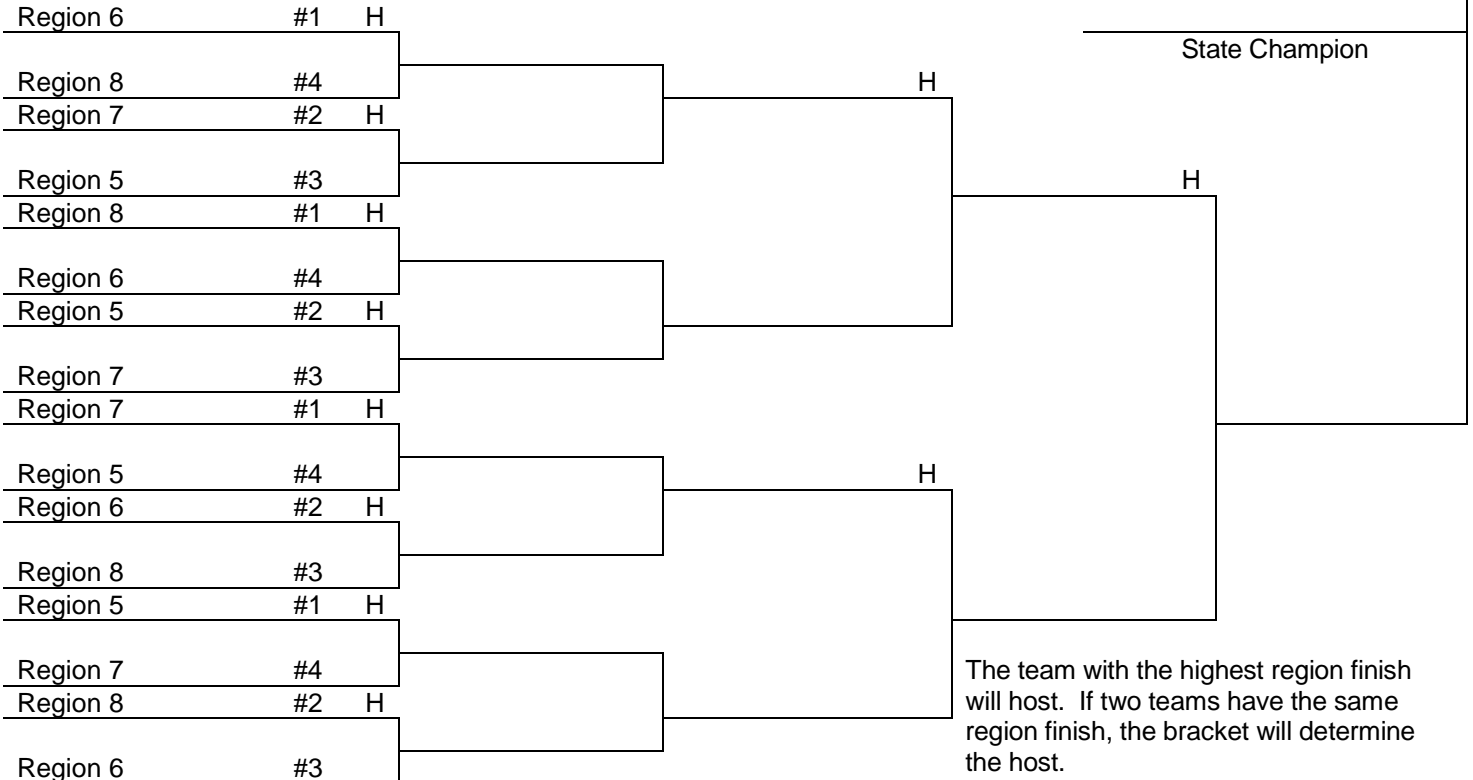 Region 6 #1 H
State Champion
Region 8 #4 H
Region 7 #2 H
Region 5 #3 H
Region 8 #1 H
Region 6 #4
Region 5 #2 H
Region 7 #3
Region 7 #1 H
Region 5 #4 H
Region 6 #2 H
Region 8 #3
Region 5 #1 H
Region 7 #4
Region 8 #2 H
Region 6 #3
The team with the highest region finish
will host. If two teams have the same
region finish, the bracket will determine
the host.